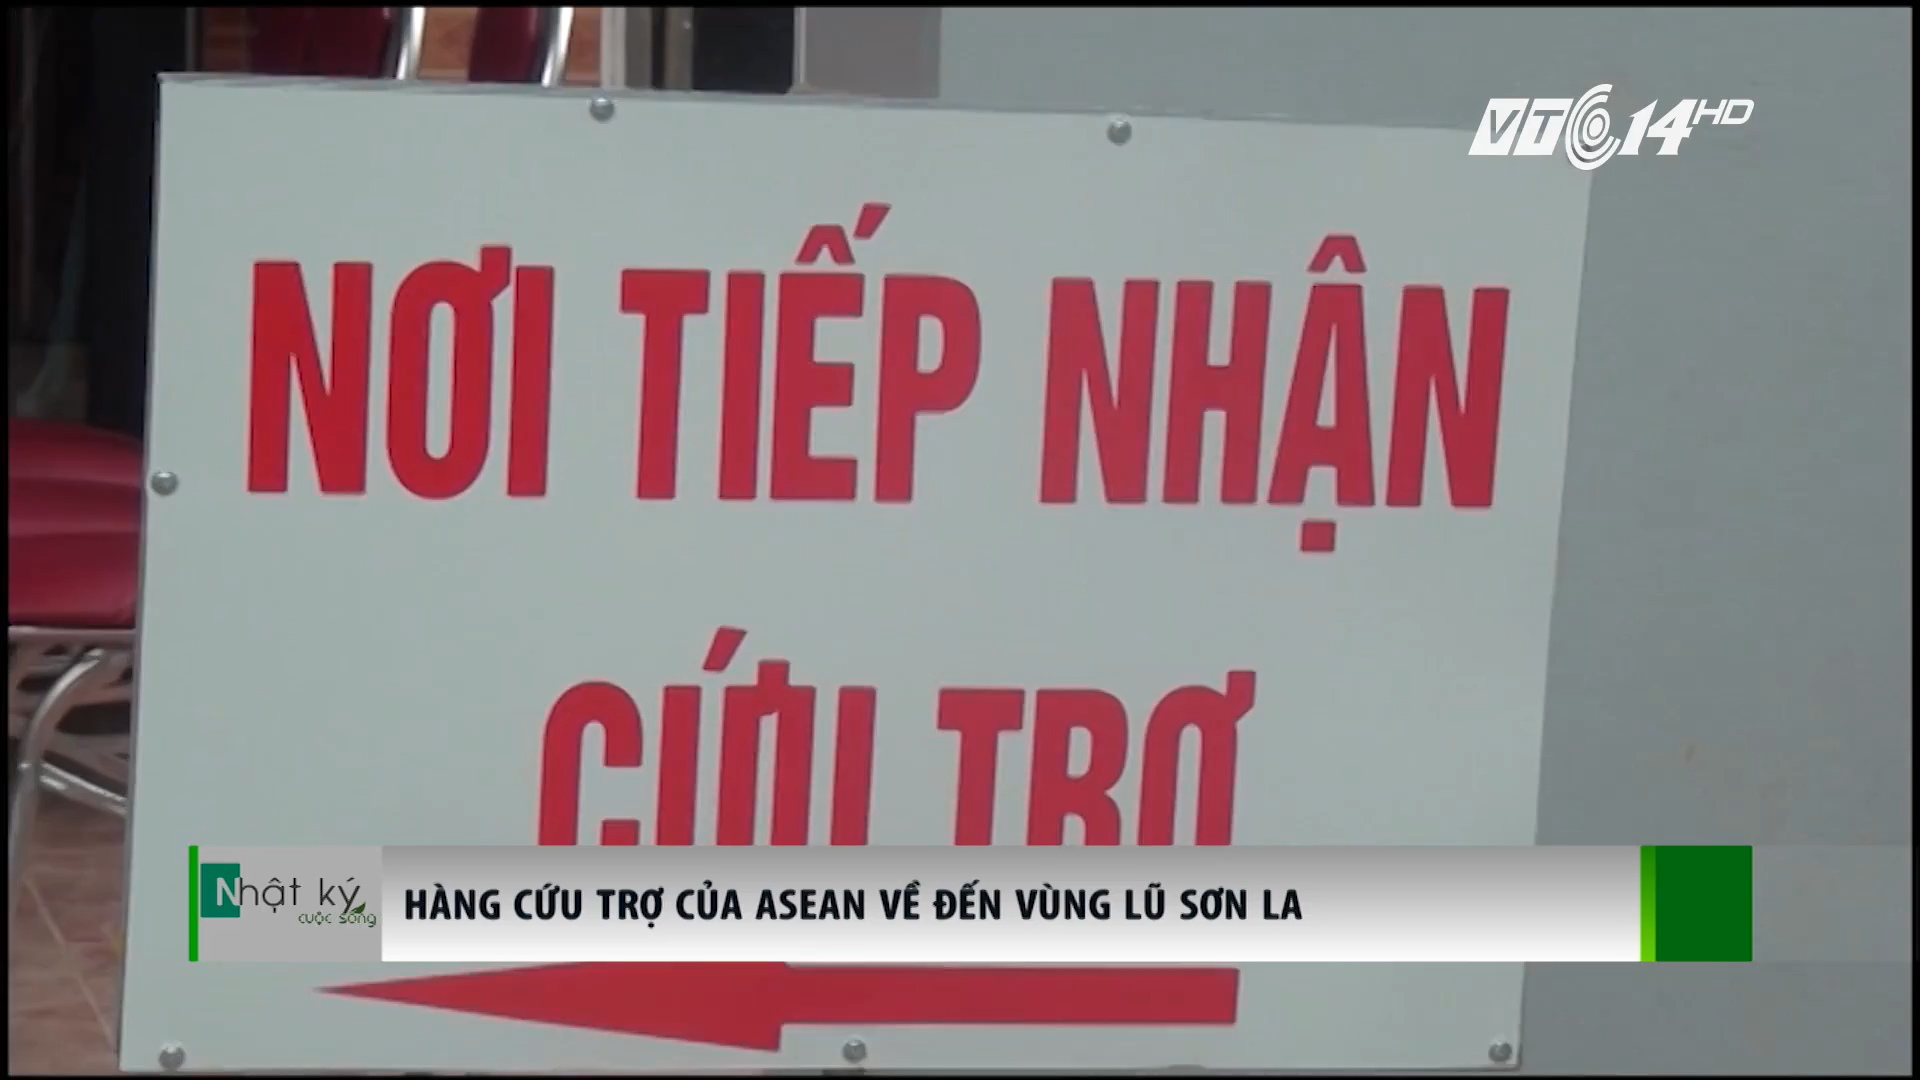 VTC14HD
NƠI TIẾP NHẬN
CỨU TRỢ
Nhật ký
cuộc sống
HÀNG CỨU TRỢ CỦA ASEAN VỀ ĐẾN VÙNG LŨ SƠN LA